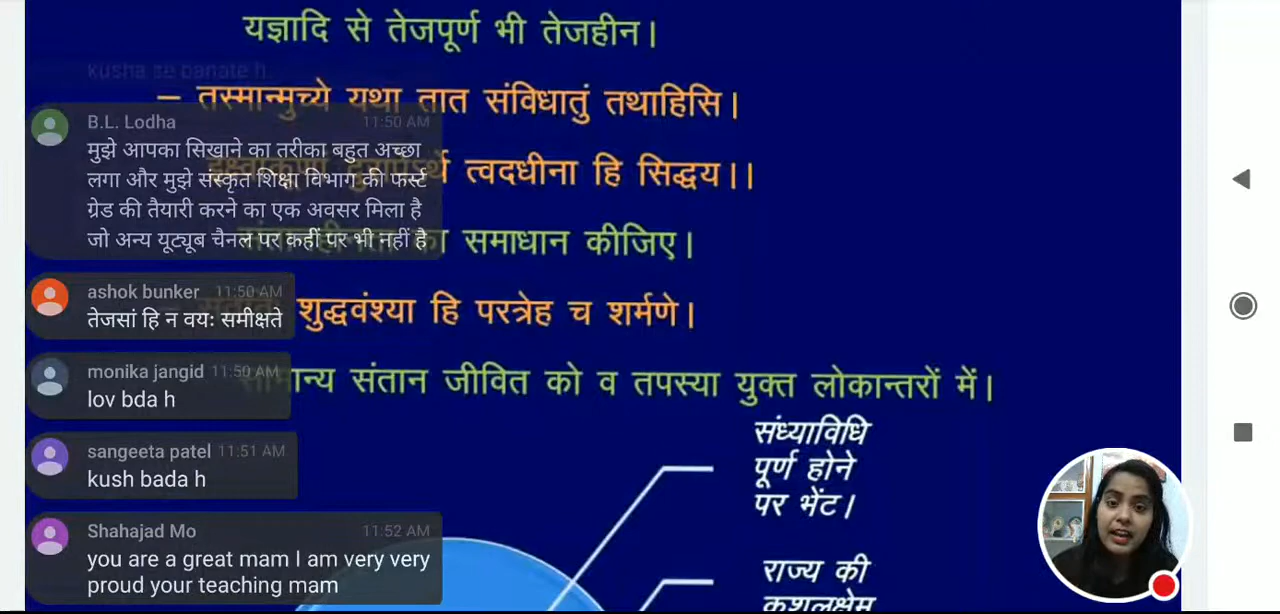 यज्ञादि से तेजपूर्ण भी तेजहीन।
kusha se banate h
– तस्मान्मुच्ये यथा तात संविधातुं तथार्हिसि।
B.L. Lodha 11:50 AM
मुझे आपका सिखाने का तरीका बहुत अच्छा
लगा और मुझे संस्कृत शिक्षा विभाग की फर्स्ट
ग्रेड की तैयारी करने का एक अवसर मिला है
जो अन्य यूट्यूब चैनल पर कहीं पर भी नहीं है
त्वदधीना हि सिद्धय।।
का समाधान कीजिए।
ashok bunker 11:50 AM
तेजसां हि न वयः समीक्षते
शुद्धवंश्या हि परत्रेह च शर्मणे।
monika jangid 11:50 AM
lov bda h
सामान्य संतान जीवित को व तपस्या युक्त लोकान्तरों में।
sangeeta patel 11:51 AM
kush bada h
संध्याविधि
पूर्ण होने
पर भेंट।
Shahajad Mo 11:52 AM
you are a great mam I am very very
proud your teaching mam
राज्य की
कुशलक्षेम